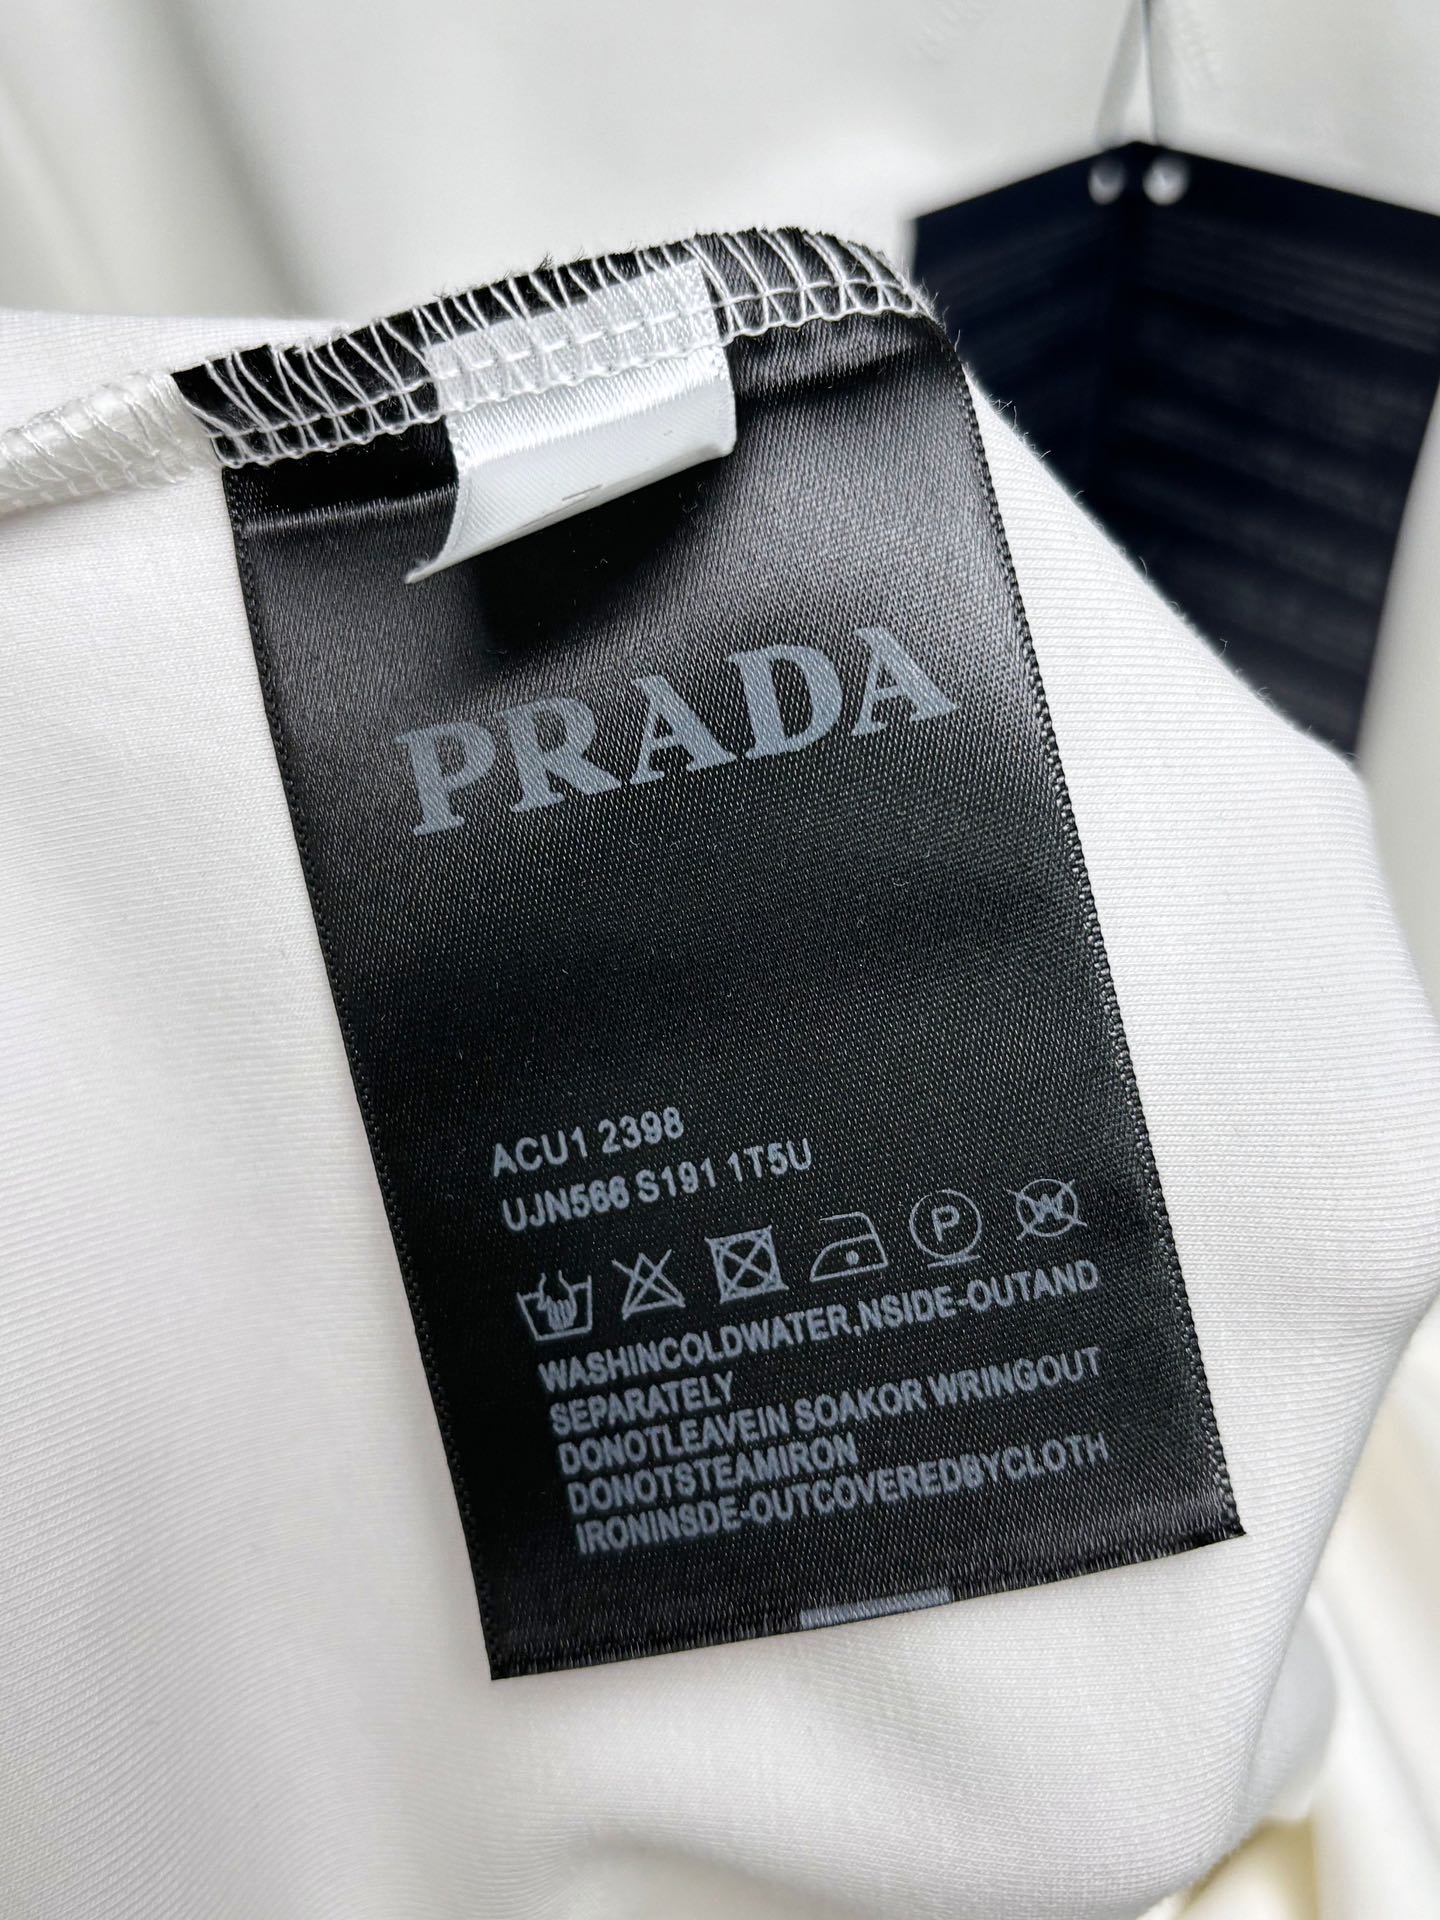 PRADA
ACU1 2398
UJN566 S191 1T5U
P W
WASHINCOLDWATER,NSIDE-OUTAND
SEPARATELY
DONOTLEAVEIN SOAKOR WRINGOUT
DONOTSTEAMIRON
IRONINSDE-OUTCOVEREDBYCLOTH